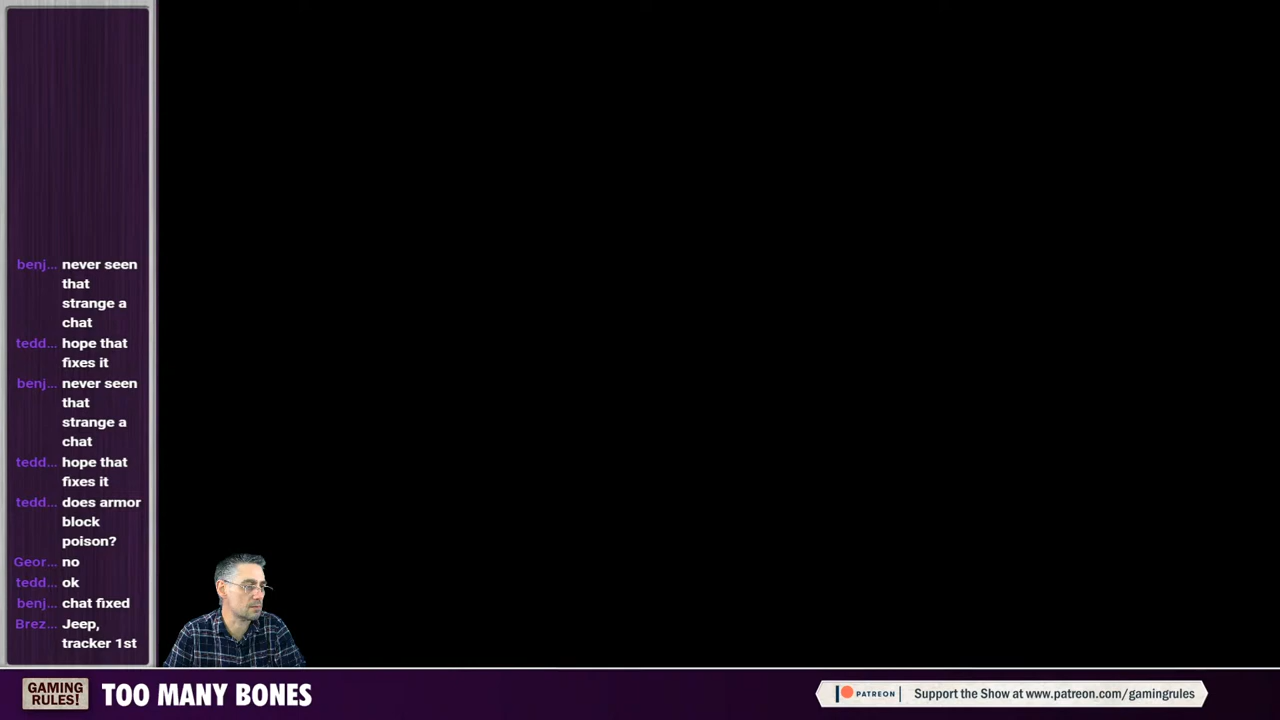 benj... never seen
that
strange a
chat
tedd... hope that
fixes it
benj... never seen
that
strange a
chat
tedd... hope that
fixes it
tedd... does armor
block
poison?
Geor... no
tedd... ok
benj... chat fixed
Brez... Jeep,
tracker 1st
GAMING
RULES!
TOO MANY BONES
PATREON
Support the Show at www.patreon.com/gamingrules